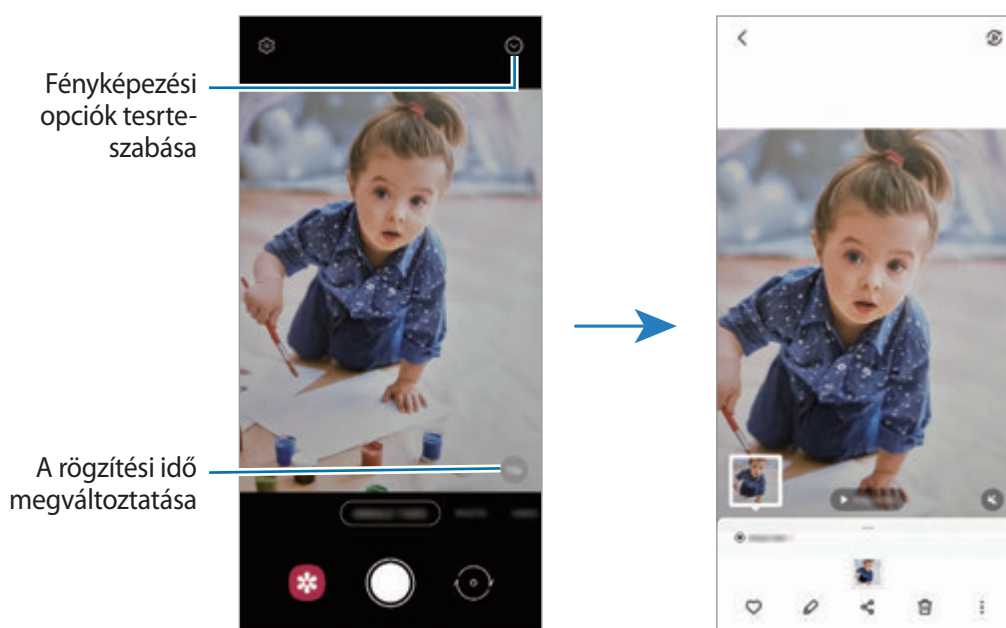 Fényképezési
opciók tesrte-
szabása
A rögzítési idő
megváltoztatása